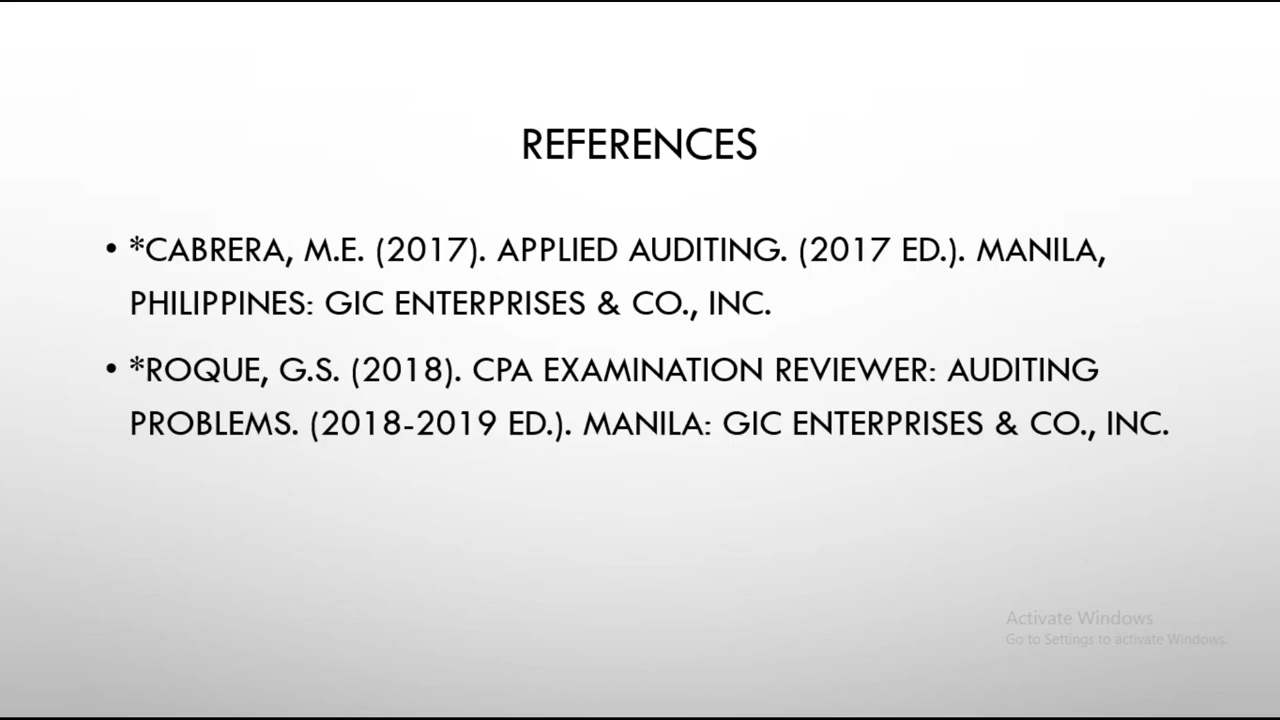 REFERENCES
• *CABRERA, M.E. (2017). APPLIED AUDITING. (2017 ED.). MANILA,
PHILIPPINES: GIC ENTERPRISES & CO., INC.
• *ROQUE, G.S. (2018). CPA EXAMINATION REVIEWER: AUDITING
PROBLEMS. (2018-2019 ED.). MANILA: GIC ENTERPRISES & CO., INC.
Activate Windows
Go to Settings to activate Windows.